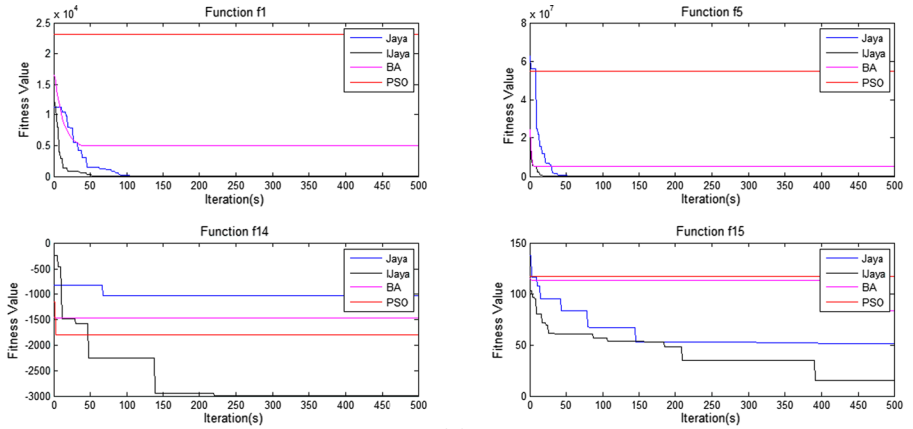 Function f1
x 10^4
Fitness Value
2.5
2
1.5
1
0.5
0
0 50 100 150 200 250 300 350 400 450 500
Iteration(s)
Jaya
IJaya
BA
PSO
Function f5
x 10^7
Fitness Value
8
6
4
2
0
0 50 100 150 200 250 300 350 400 450 500
Iteration(s)
Jaya
IJaya
BA
PSO
Function f14
Fitness Value
0
-500
-1000
-1500
-2000
-2500
-3000
0 50 100 150 200 250 300 350 400 450 500
Iteration(s)
Jaya
IJaya
BA
PSO
Function f15
Fitness Value
150
100
50
0
0 50 100 150 200 250 300 350 400 450 500
Iteration(s)
Jaya
IJaya
BA
PSO